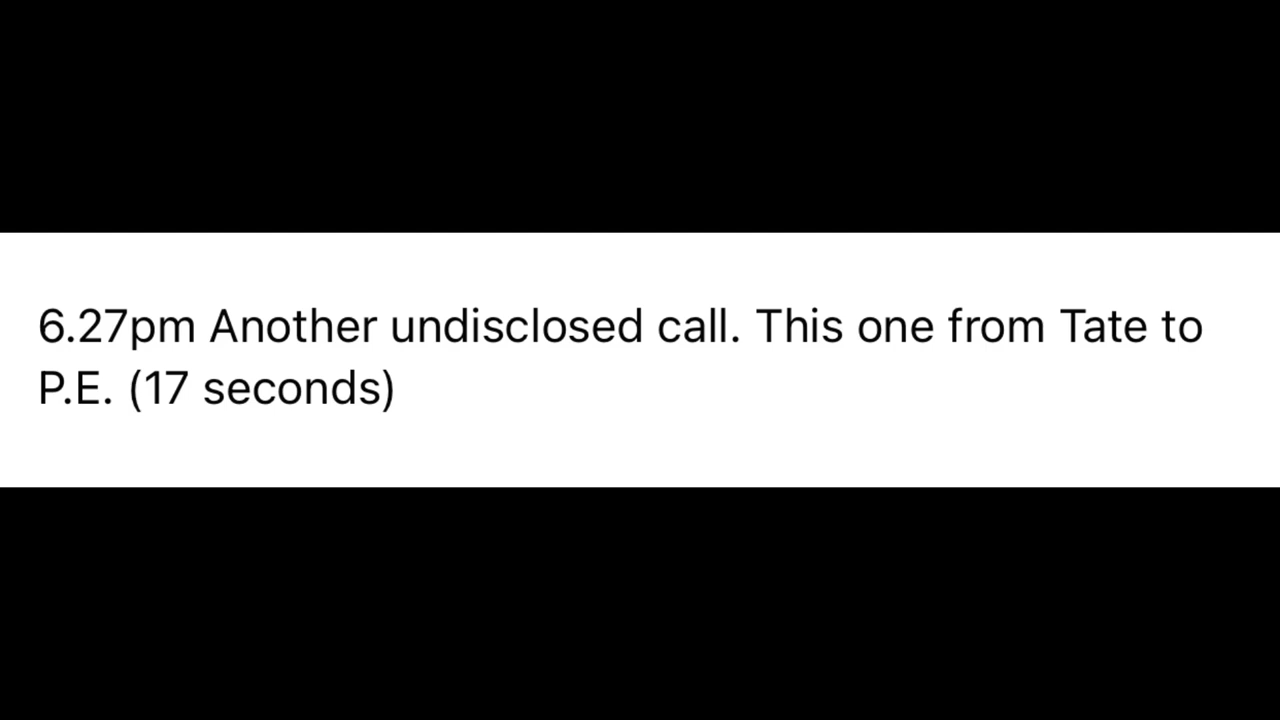 6.27pm Another undisclosed call. This one from Tate to
P.E. (17 seconds)